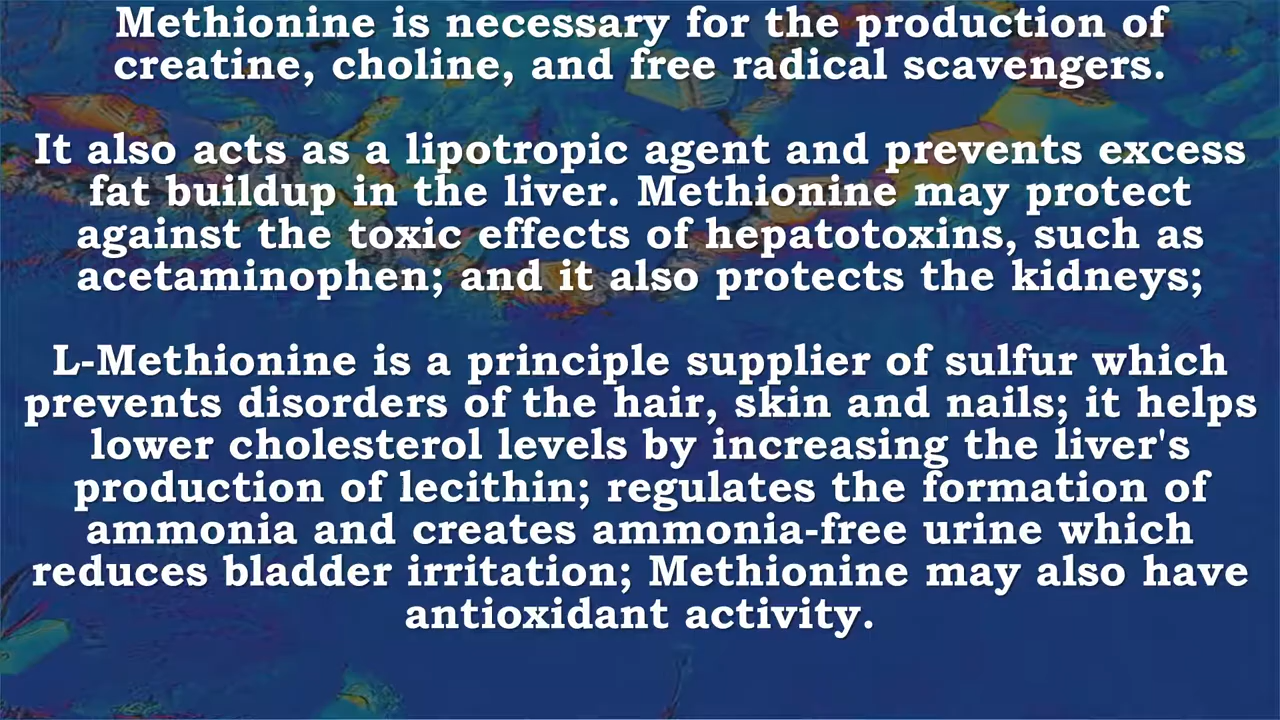 Methionine is necessary for the production of
creatine, choline, and free radical scavengers.
It also acts as a lipotropic agent and prevents excess
fat buildup in the liver. Methionine may protect
against the toxic effects of hepatotoxins, such as
acetaminophen; and it also protects the kidneys;
L-Methionine is a principle supplier of sulfur which
prevents disorders of the hair, skin and nails; it helps
lower cholesterol levels by increasing the liver's
production of lecithin; regulates the formation of
ammonia and creates ammonia-free urine which
reduces bladder irritation; Methionine may also have
antioxidant activity.